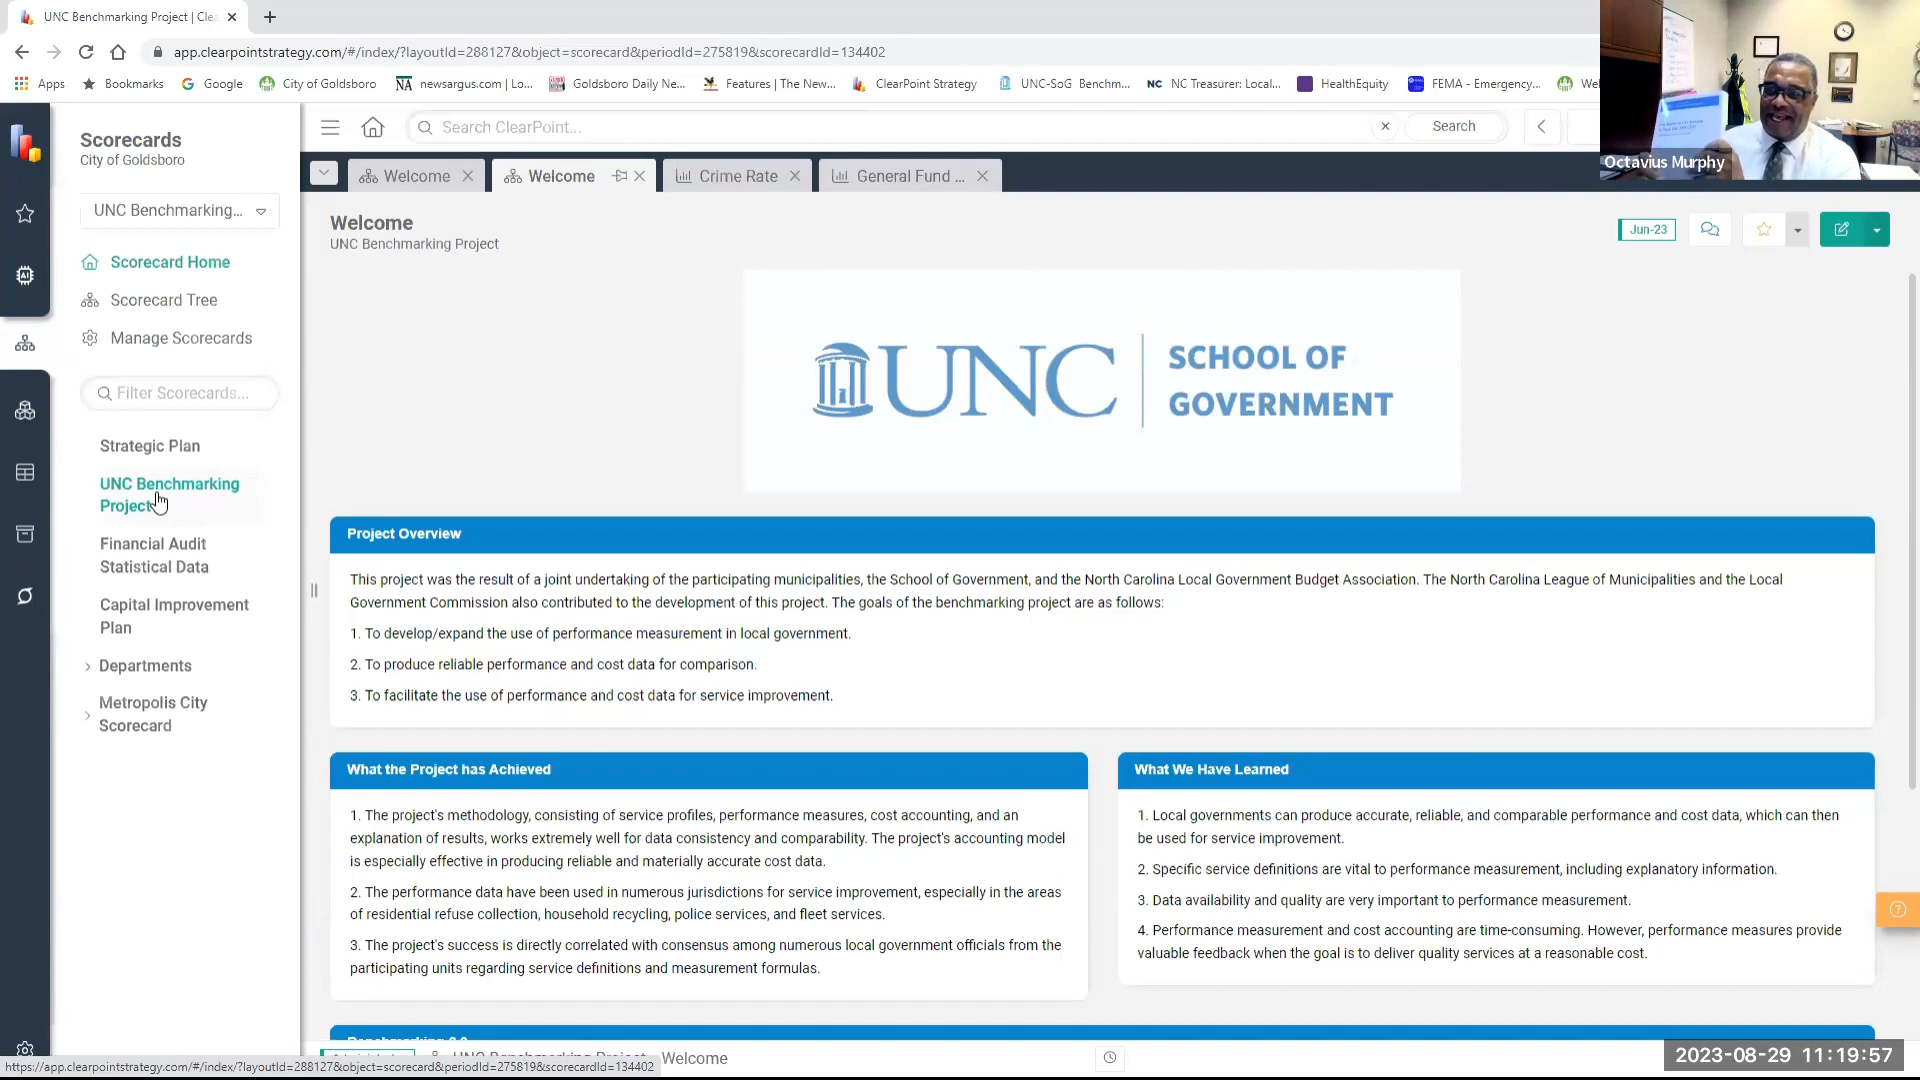 UNC Benchmarking Project | Clea
app.clearpointstrategy.com/#/index/?layoutId=288127&object=scorecard&periodId=275819&scorecardId=134402
Apps
Bookmarks
Google
City of Goldsboro
NA newsargus.com | Lo...
Goldsboro Daily Ne...
Features | The New...
ClearPoint Strategy
UNC-SoG Benchm...
NC NC Treasurer: Local...
HealthEquity
FEMA - Emergency...
Octavius Murphy
Scorecards
City of Goldsboro
UNC Benchmarking...
Scorecard Home
Scorecard Tree
Manage Scorecards
Filter Scorecards...
Strategic Plan
UNC Benchmarking
Project
Financial Audit
Statistical Data
Capital Improvement
Plan
Departments
Metropolis City
Scorecard
AI
Search ClearPoint...
Search
Welcome
Welcome
Crime Rate
General Fund ...
Welcome
UNC Benchmarking Project
Jun-23
UNC SCHOOL OF
GOVERNMENT
Project Overview
This project was the result of a joint undertaking of the participating municipalities, the School of Government, and the North Carolina Local Government Budget Association. The North Carolina League of Municipalities and the Local
Government Commission also contributed to the development of this project. The goals of the benchmarking project are as follows:
1. To develop/expand the use of performance measurement in local government.
2. To produce reliable performance and cost data for comparison.
3. To facilitate the use of performance and cost data for service improvement.
What the Project has Achieved
1. The project's methodology, consisting of service profiles, performance measures, cost accounting, and an
explanation of results, works extremely well for data consistency and comparability. The project's accounting model
is especially effective in producing reliable and materially accurate cost data.
2. The performance data have been used in numerous jurisdictions for service improvement, especially in the areas
of residential refuse collection, household recycling, police services, and fleet services.
3. The project's success is directly correlated with consensus among numerous local government officials from the
participating units regarding service definitions and measurement formulas.
What We Have Learned
1. Local governments can produce accurate, reliable, and comparable performance and cost data, which can then
be used for service improvement.
2. Specific service definitions are vital to performance measurement, including explanatory information.
3. Data availability and quality are very important to performance measurement.
4. Performance measurement and cost accounting are time-consuming. However, performance measures provide
valuable feedback when the goal is to deliver quality services at a reasonable cost.
UNC Benchmarking Project Welcome
https://app.clearpointstrategy.com/#/index/?layoutId=288127&object=scorecard&periodId=275819&scorecardId=134402
2023-08-29 11:19:57